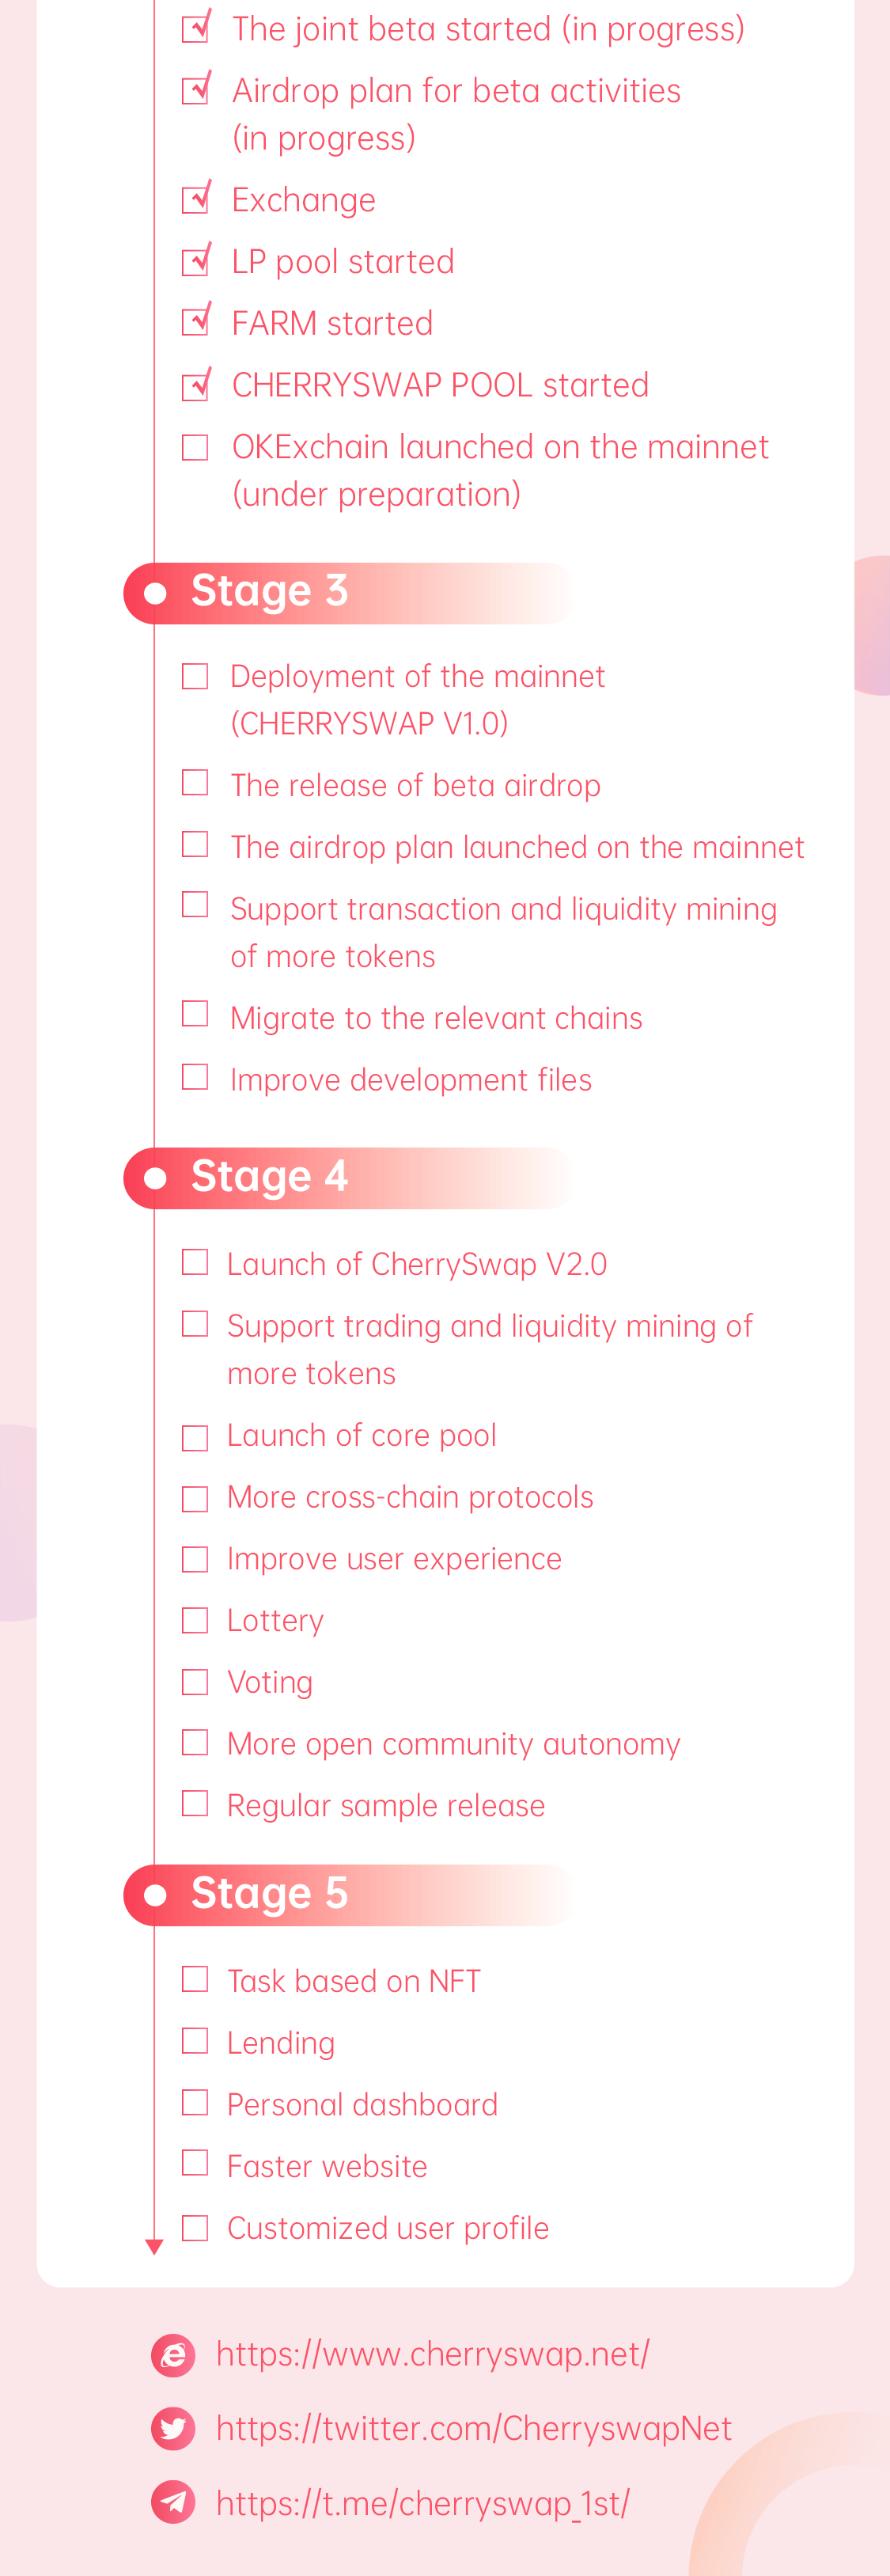 The joint beta started (in progress)
Airdrop plan for beta activities
(in progress)
Exchange
LP pool started
FARM started
CHERRYSWAP POOL started
OKExchain launched on the mainnet
(under preparation)
Stage 3
Deployment of the mainnet
(CHERRYSWAP V1.0)
The release of beta airdrop
The airdrop plan launched on the mainnet
Support transaction and liquidity mining
of more tokens
Migrate to the relevant chains
Improve development files
Stage 4
Launch of CherrySwap V2.0
Support trading and liquidity mining of
more tokens
Launch of core pool
More cross-chain protocols
Improve user experience
Lottery
Voting
More open community autonomy
Regular sample release
Stage 5
Task based on NFT
Lending
Personal dashboard
Faster website
Customized user profile
https://www.cherryswap.net/
https://twitter.com/CherryswapNet
https://t.me/cherryswap_1st/